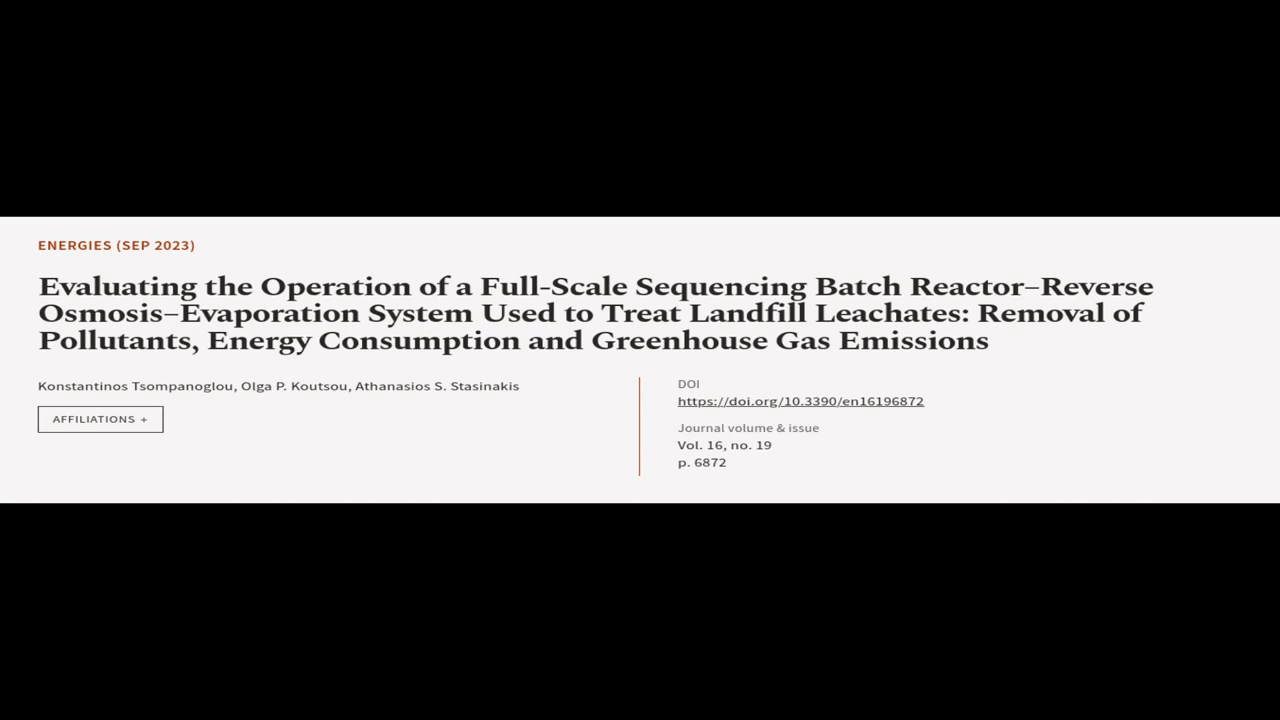 ENERGIES (SEP 2023)
Evaluating the Operation of a Full-Scale Sequencing Batch Reactor–Reverse
Osmosis–Evaporation System Used to Treat Landfill Leachates: Removal of
Pollutants, Energy Consumption and Greenhouse Gas Emissions
Konstantinos Tsompanoglou, Olga P. Koutsou, Athanasios S. Stasinakis
AFFILIATIONS +
DOI
https://doi.org/10.3390/en16196872
Journal volume & issue
Vol. 16, no. 19
p. 6872